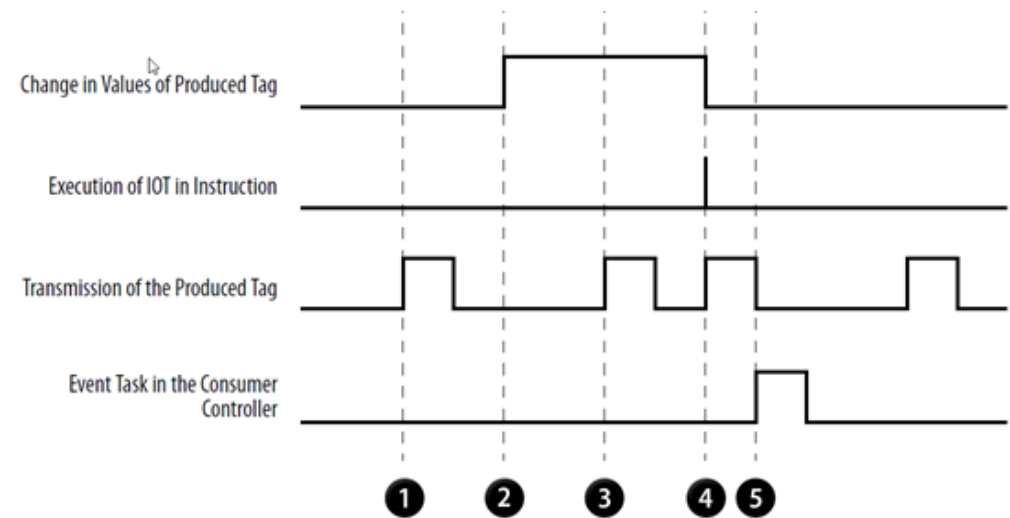 Change in Values of Produced Tag
Execution of IOT in Instruction
Transmission of the Produced Tag
Event Task in the Consumer
Controller
1 2 3 4 5